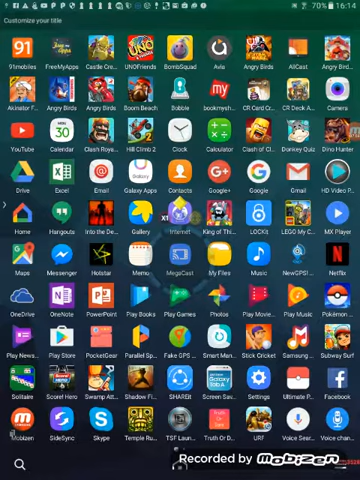 70% 16:14
Customize your title
91mobiles FreeMyApps Castle Cre... UNOFriends BombSquad Avia Angry Birds AllCast Angry Bird...
Akinator F... Angry Birds Angry Birds Boom Beach Bobble bookmysh... CR Card Cr... CR Deck A... Camera
YouTube Calendar Clash Roya... Hill Climb 2 Clock Calculator Clash of Cl... Donkey Quiz Dino Hunter
Drive Excel Email Galaxy Apps Contacts Google+ Google Gmail HD Video P...
Home Hangouts Into the De... Gallery Internet King of Thi... LOCKit LEGO My C... MX Player
Maps Messenger Hotstar Memo MegaCast My Files Music NewGPS!... Netflix
OneDrive OneNote PowerPoint Play Books Play Games Photos Play Movie... Play Music Pokémon...
Play News... Play Store PocketGear Parallel Sp... Fake GPS... Smart Man... Stick Cricket Samsung... Subway Surf
Solitaire Scorel Hero Swamp Att... Shadow Fi... SHAREit Screen Sav... Settings Ultimate P... Facebook
Mobizen SideSync Skype Temple Ru... TSF Laun... Truth Or D... URF Voice Sear... Voice chan...
Recorded by Mobizen